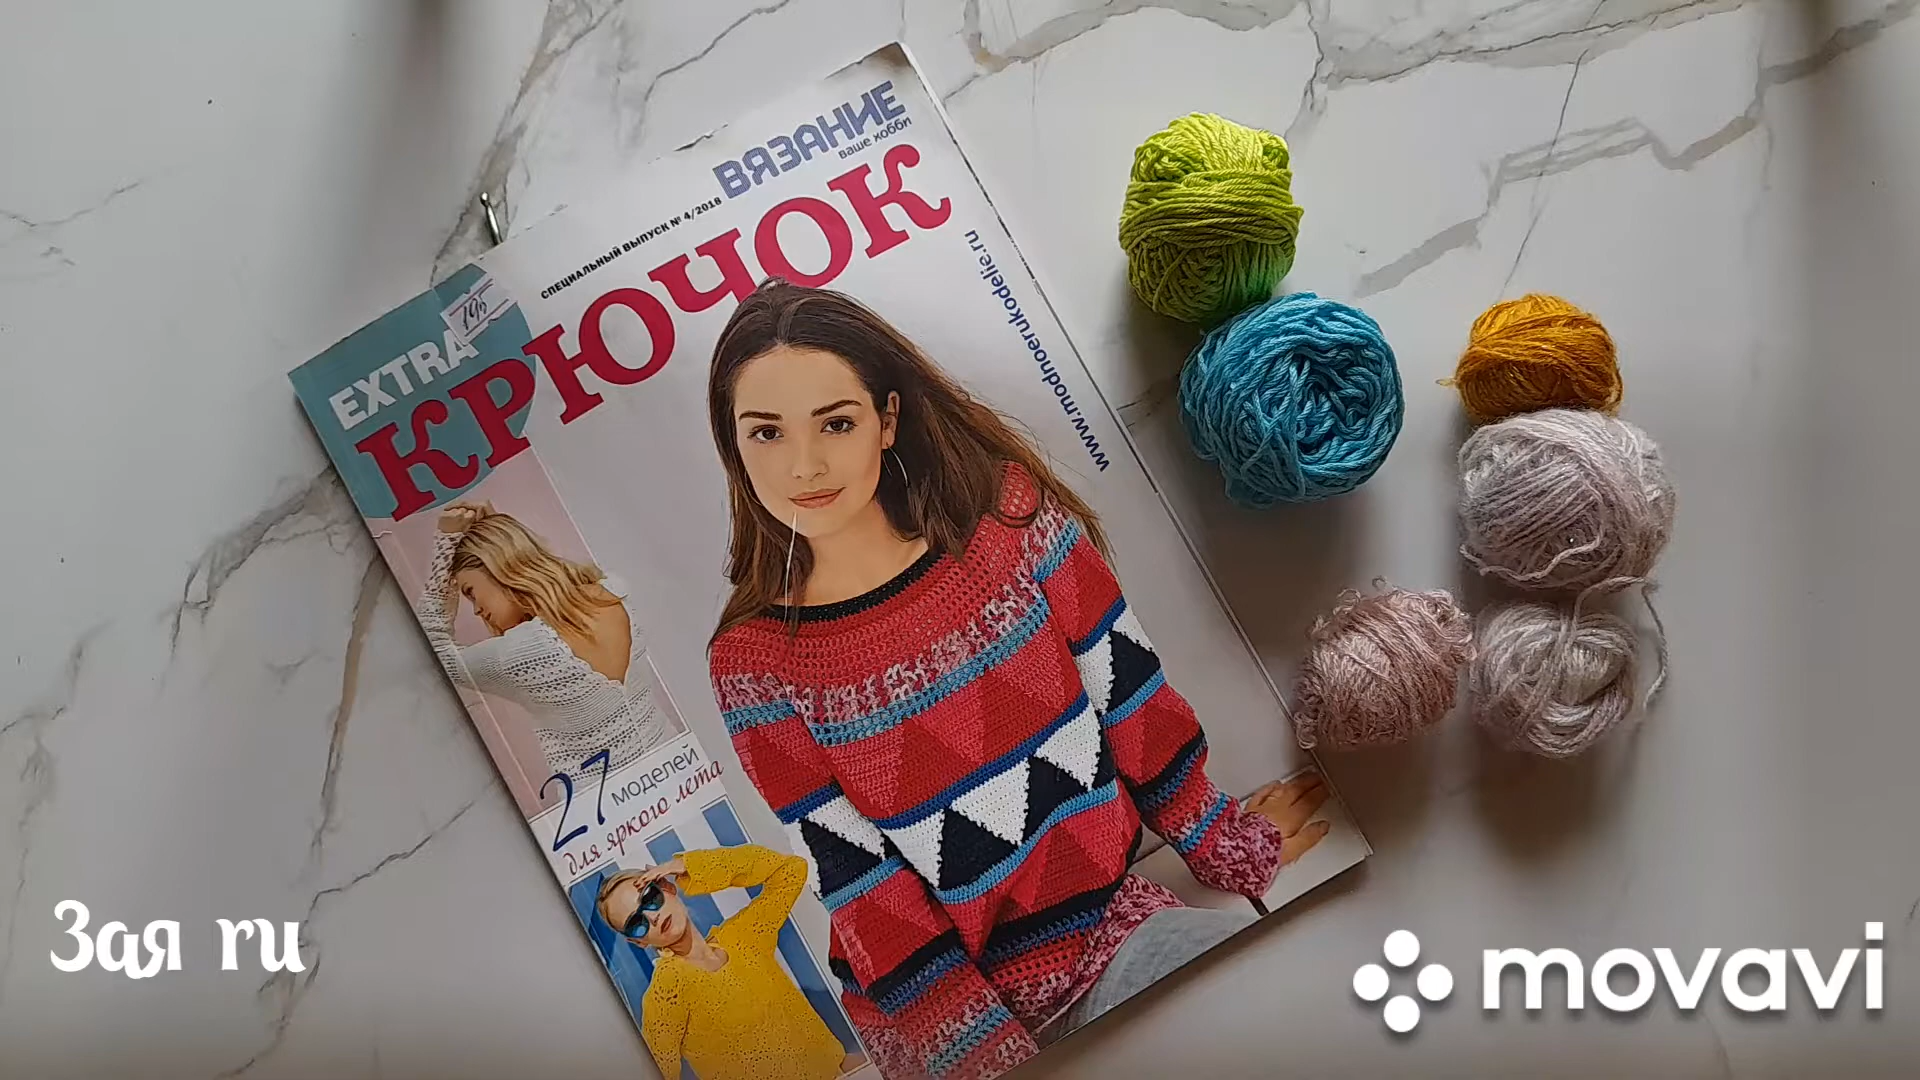 ВЯЗАНИЕ
ваше хобби
СПЕЦИАЛЬНЫЙ ВЫПУСК № 4/2018
EXTRA
195
КРЮЧОК
www.modnoerukodelie.ru
27 моделей
для яркого лета
Зая ru
movavi